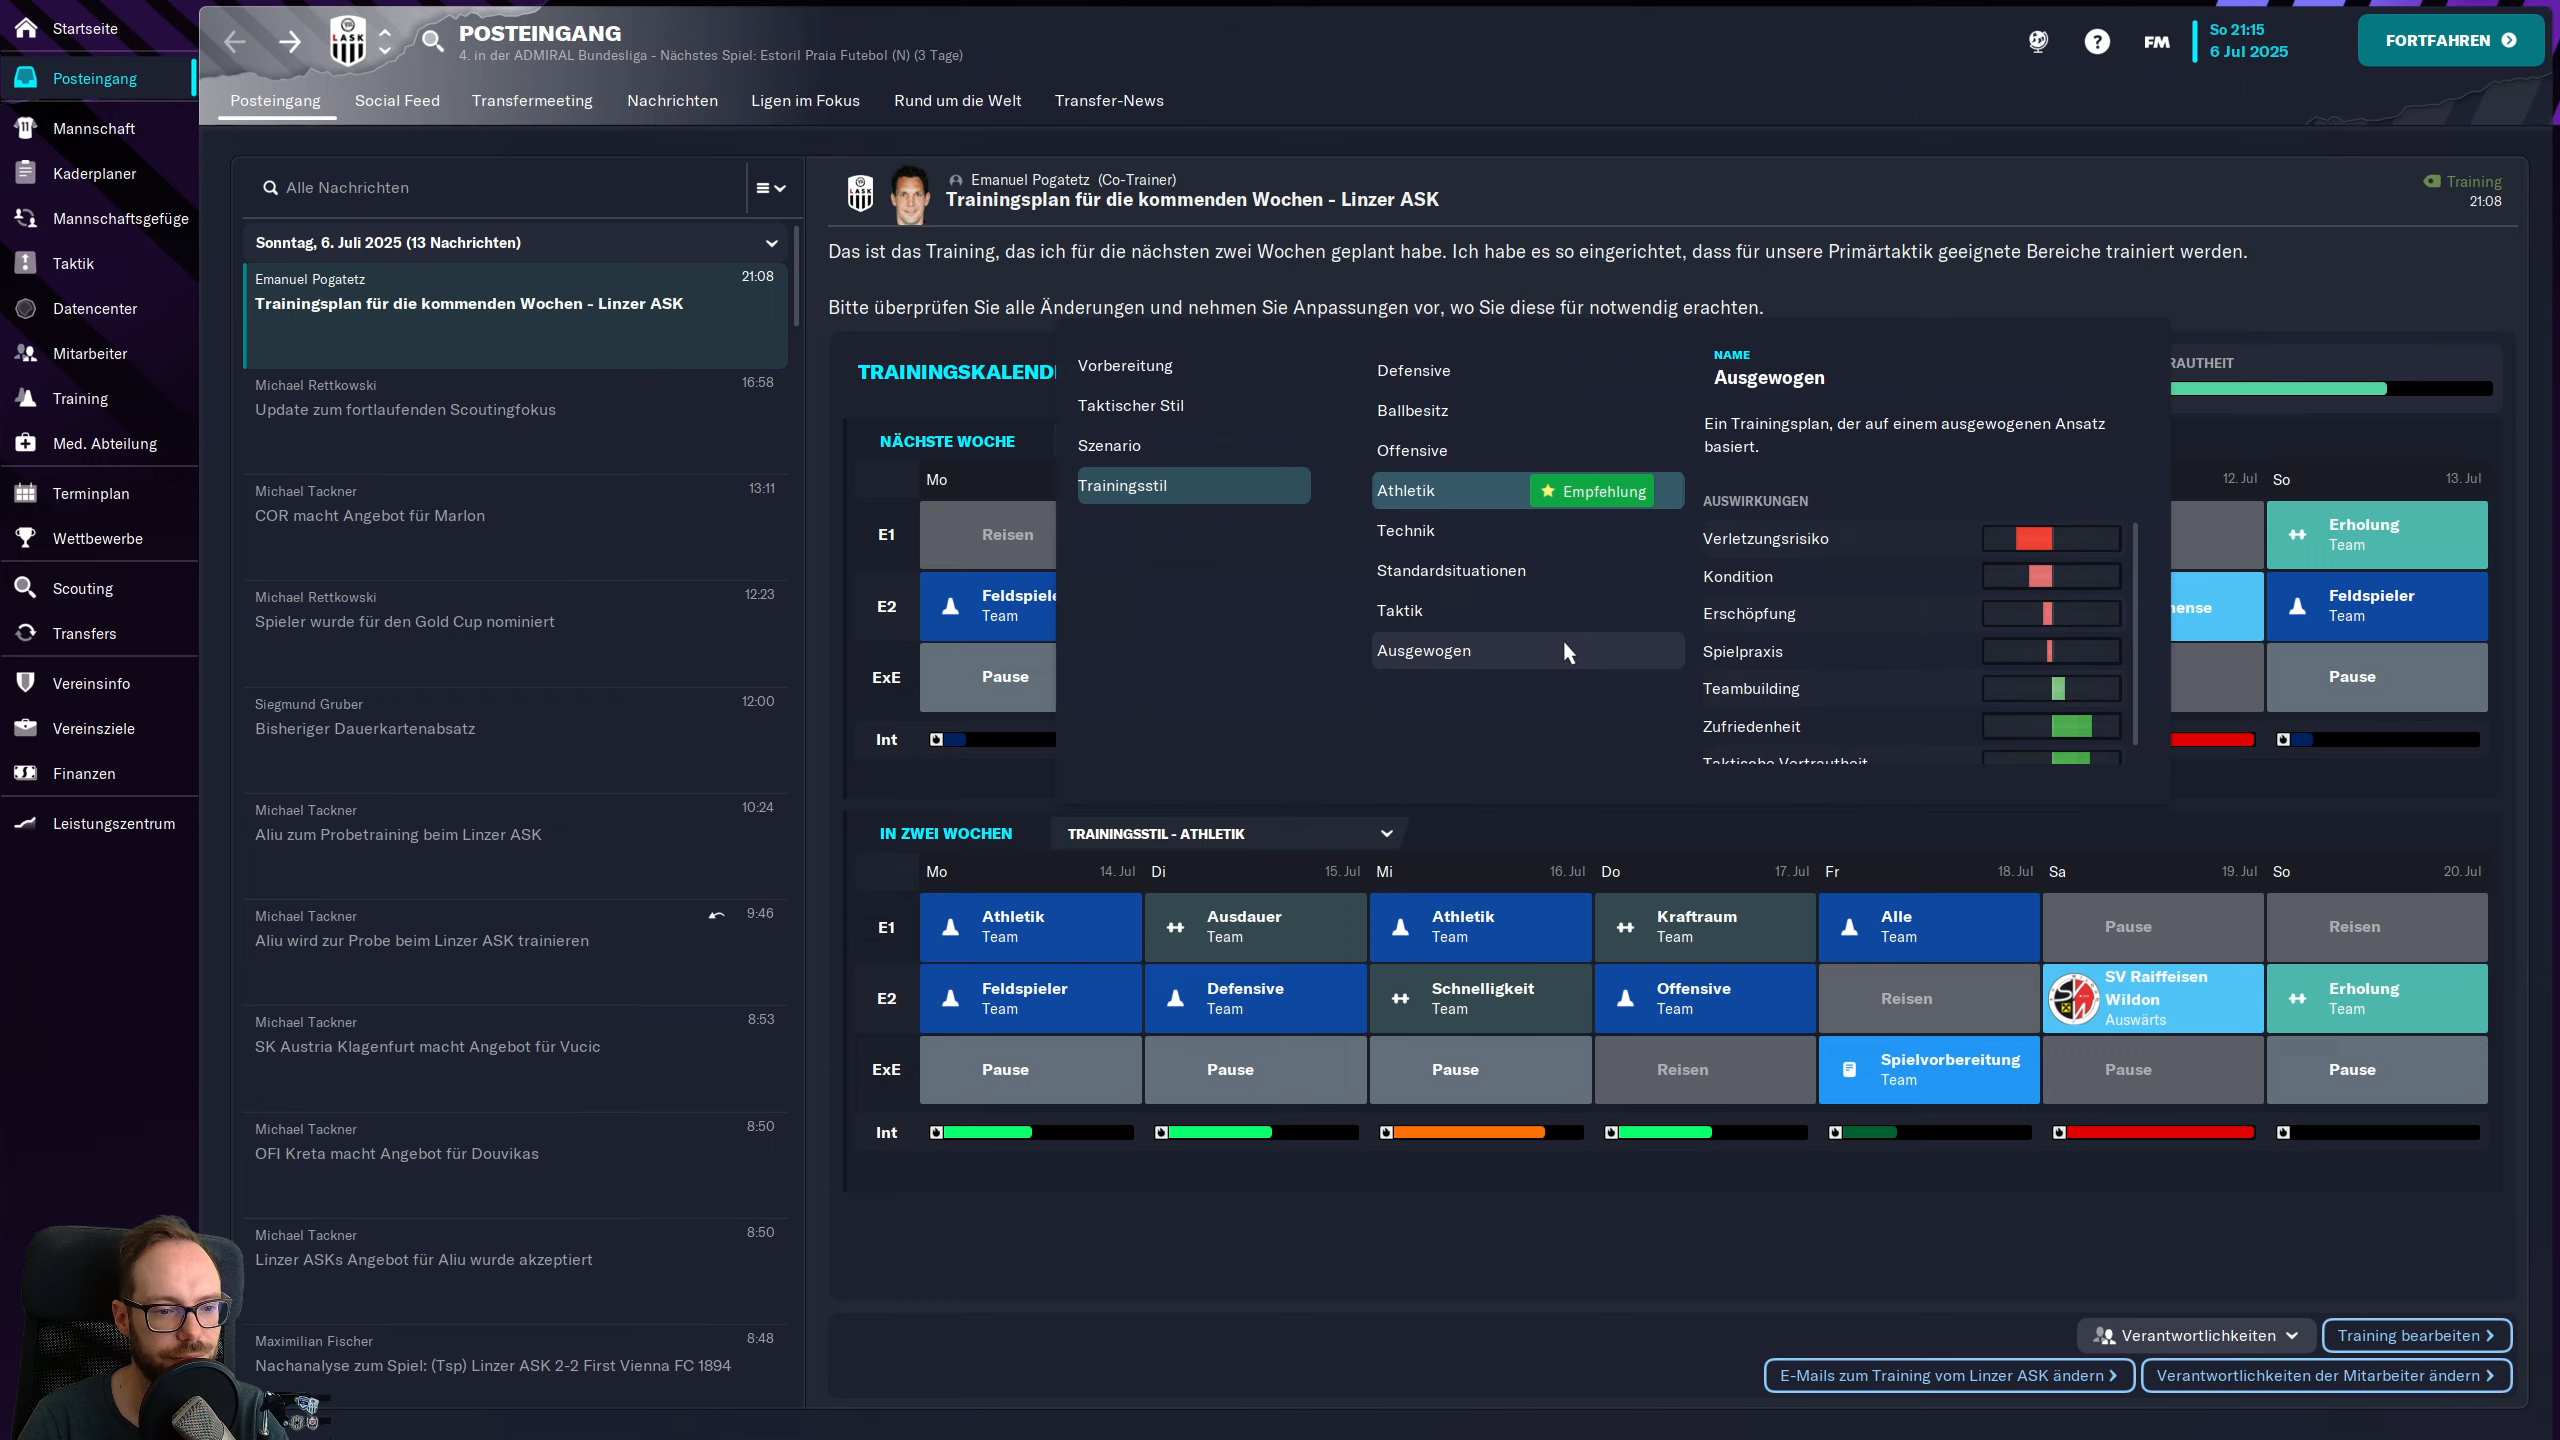 Startseite
Posteingang
Mannschaft
Kaderplaner
Mannschaftsgefüge
Taktik
Datencenter
Mitarbeiter
Training
Med. Abteilung
Terminplan
Wettbewerbe
Scouting
Transfers
Vereinsinfo
Vereinsziele
Finanzen
Leistungszentrum
LASK
POSTEINGANG
4. in der ADMIRAL Bundesliga - Nächstes Spiel: Estoril Praia Futebol (N) (3 Tage)
FM
So 21:15
6 Jul 2025
FORTFAHREN
Posteingang Social Feed Transfermeeting Nachrichten Ligen im Fokus Rund um die Welt Transfer-News
Alle Nachrichten
Sonntag, 6. Juli 2025 (13 Nachrichten)
Emanuel Pogatetz 21:08
Trainingsplan für die kommenden Wochen - Linzer ASK
Michael Rettkowski 16:58
Update zum fortlaufenden Scoutingfokus
Michael Tackner 13:11
COR macht Angebot für Marlon
Michael Rettkowski 12:23
Spieler wurde für den Gold Cup nominiert
Siegmund Gruber 12:00
Bisheriger Dauerkartenabsatz
Michael Tackner 10:24
Aliu zum Probetraining beim Linzer ASK
Michael Tackner 9:46
Aliu wird zur Probe beim Linzer ASK trainieren
Michael Tackner 8:53
SK Austria Klagenfurt macht Angebot für Vucic
Michael Tackner 8:50
OFI Kreta macht Angebot für Douvikas
Michael Tackner 8:50
Linzer ASKs Angebot für Aliu wurde akzeptiert
Maximilian Fischer 8:48
Nachanalyse zum Spiel: (Tsp) Linzer ASK 2-2 First Vienna FC 1894
LASK
Emanuel Pogatetz (Co-Trainer)
Trainingsplan für die kommenden Wochen - Linzer ASK
Training
21:08
Das ist das Training, das ich für die nächsten zwei Wochen geplant habe. Ich habe es so eingerichtet, dass für unsere Primärtaktik geeignete Bereiche trainiert werden.
Bitte überprüfen Sie alle Änderungen und nehmen Sie Anpassungen vor, wo Sie diese für notwendig erachten.
TRAININGSKALEND
RAUTHEIT
NÄCHSTE WOCHE
Mo 12. Jul So 13. Jul
E1 Reisen Erholung
Team
E2 Feldspiele
Team
ense
Feldspieler
Team
ExE Pause Pause
Int
Vorbereitung
Taktischer Stil
Szenario
Trainingsstil
Defensive
Ballbesitz
Offensive
Athletik Empfehlung
Technik
Standardsituationen
Taktik
Ausgewogen
NAME
Ausgewogen
Ein Trainingsplan, der auf einem ausgewogenen Ansatz
basiert.
AUSWIRKUNGEN
Verletzungsrisiko
Kondition
Erschöpfung
Spielpraxis
Teambuilding
Zufriedenheit
Taktische Vertrautheit
IN ZWEI WOCHEN TRAININGSSTIL - ATHLETIK
Mo 14. Jul Di 15. Jul Mi 16. Jul Do 17. Jul Fr 18. Jul Sa 19. Jul So 20. Jul
E1 Athletik Ausdauer Athletik Kraftraum Alle Pause Reisen
Team Team Team Team Team
E2 Feldspieler Defensive Schnelligkeit Offensive Reisen SV Raiffeisen Wildon Erholung
Team Team Team Team Auswärts Team
ExE Pause Pause Pause Reisen Spielvorbereitung Pause Pause
Team
Int
Verantwortlichkeiten Training bearbeiten
E-Mails zum Training vom Linzer ASK ändern Verantwortlichkeiten der Mitarbeiter ändern